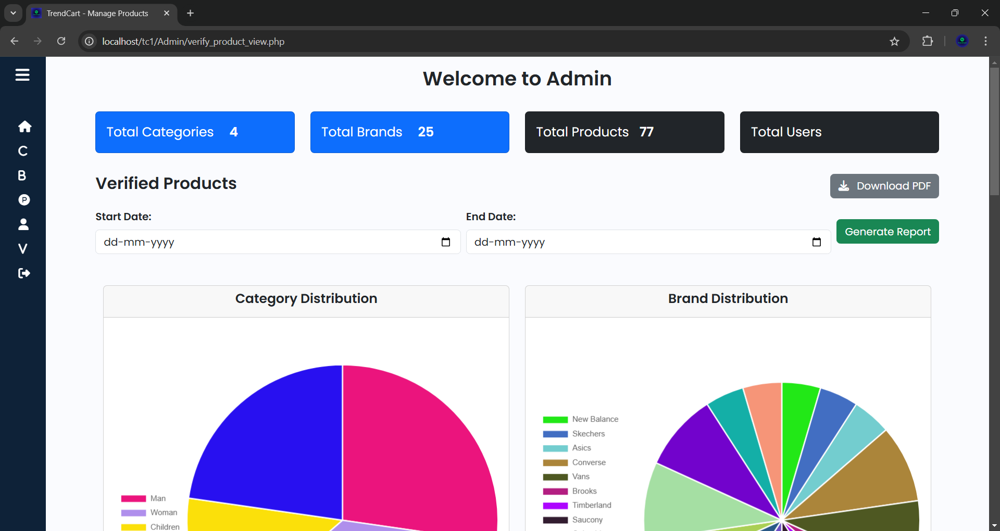 TrendCart - Manage Products
localhost/tc1/Admin/verify_product_view.php
Welcome to Admin
Total Categories 4
Total Brands 25
Total Products 77
Total Users
C
B
P
V
Verified Products
Download PDF
Start Date:
End Date:
dd-mm-yyyy
dd-mm-yyyy
Generate Report
Category Distribution
Brand Distribution
Man
Woman
Children
New Balance
Skechers
Asics
Converse
Vans
Brooks
Timberland
Saucony